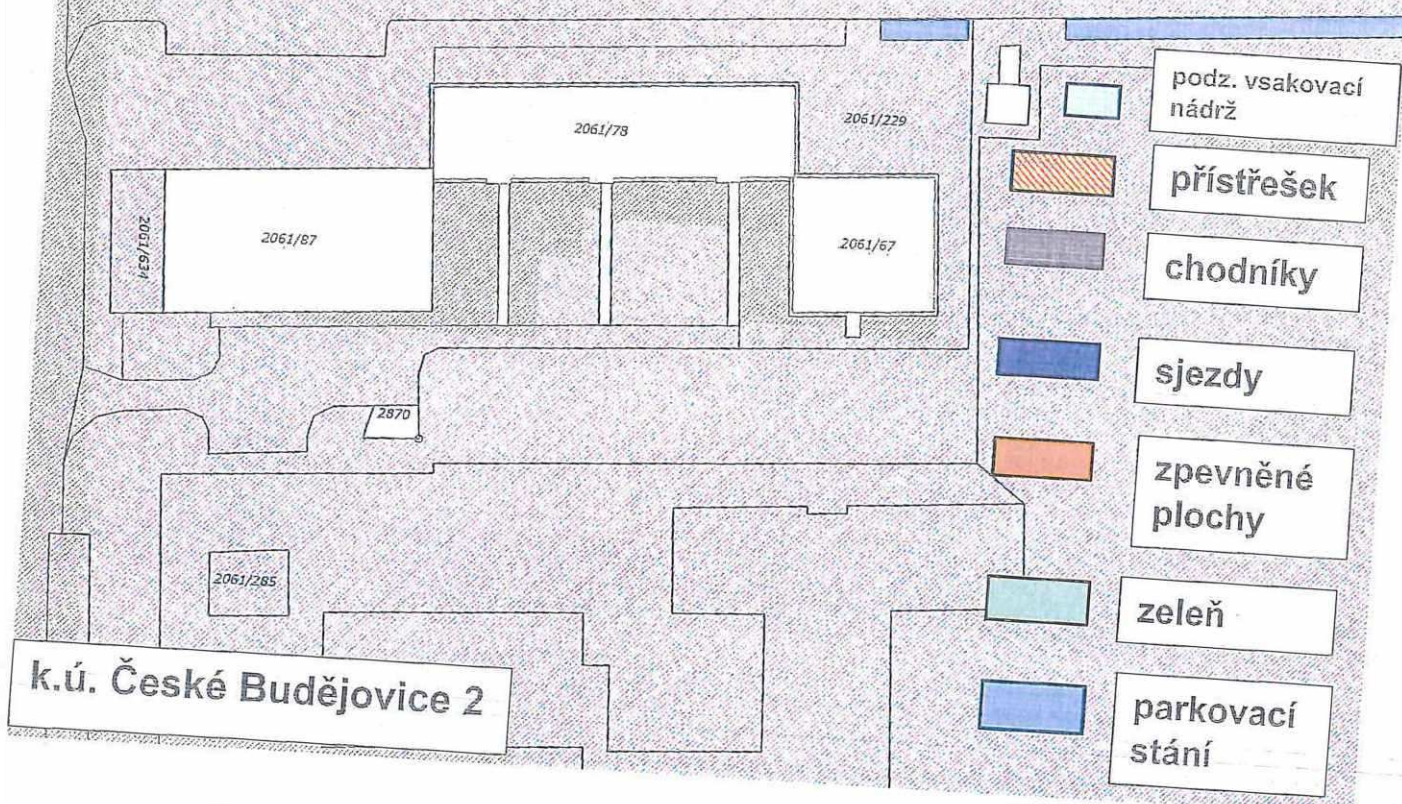 podz. vsakovací
nádrž
2061/78
2061/229
přístřešek
2061/634
2061/87
2061/67
chodníky
sjezdy
2870
zpevněné
plochy
2061/285
zeleň
k.ú. České Budějovice 2
parkovací
stání